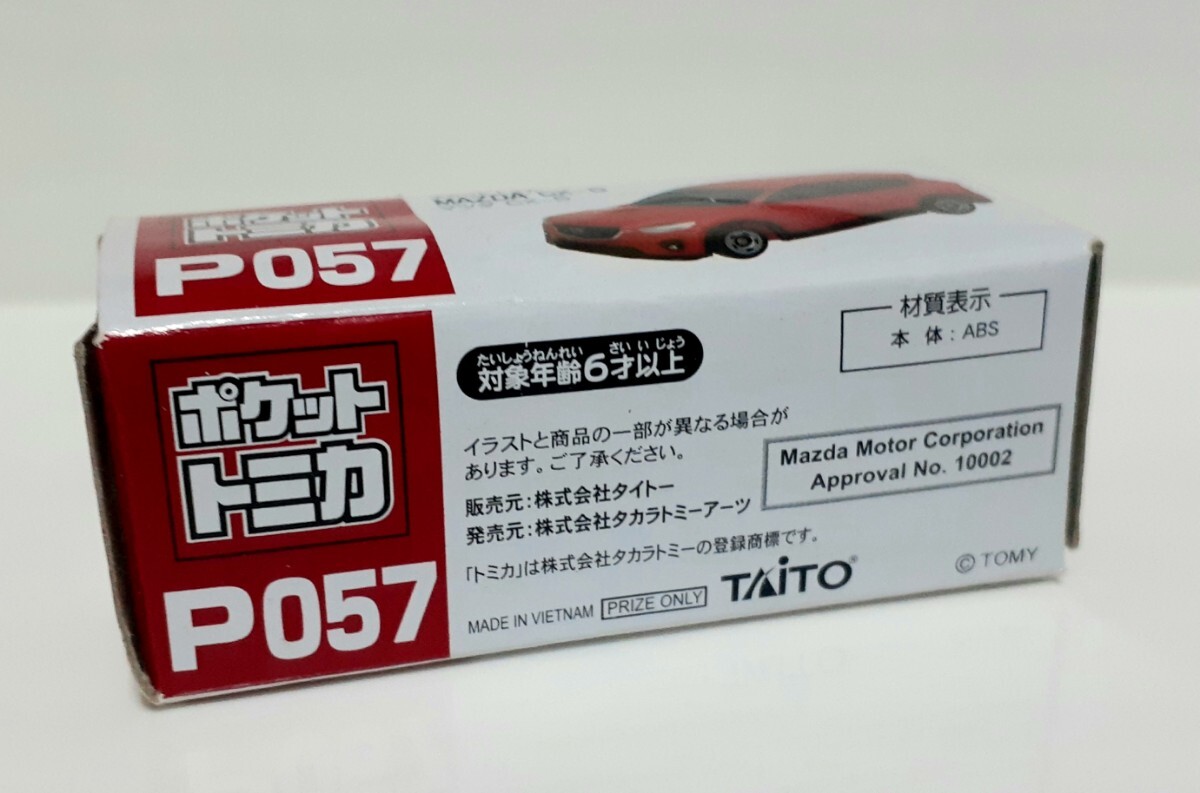 ポケット
トミカ
P057
MAZDA
ポケット
トミカ
P057
たいしょうねんれい さい いじょう
対象年齢6才以上
材質表示
本 体 : ABS
イラストと商品の一部が異なる場合が
あります。ご了承ください。
販売元:株式会社タイトー
発売元:株式会社タカラトミーアーツ
「トミカ」は株式会社タカラトミーの登録商標です。
Mazda Motor Corporation
Approval No. 10002
MADE IN VIETNAM PRIZE ONLY TAITO®
© TOMY